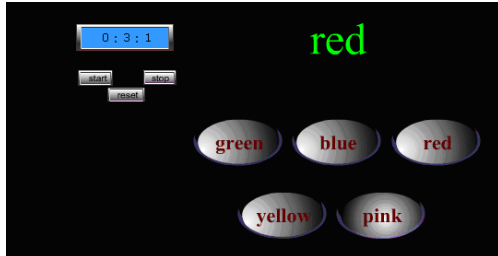 0 : 3 : 1
red
start stop
reset
green blue red
yellow pink